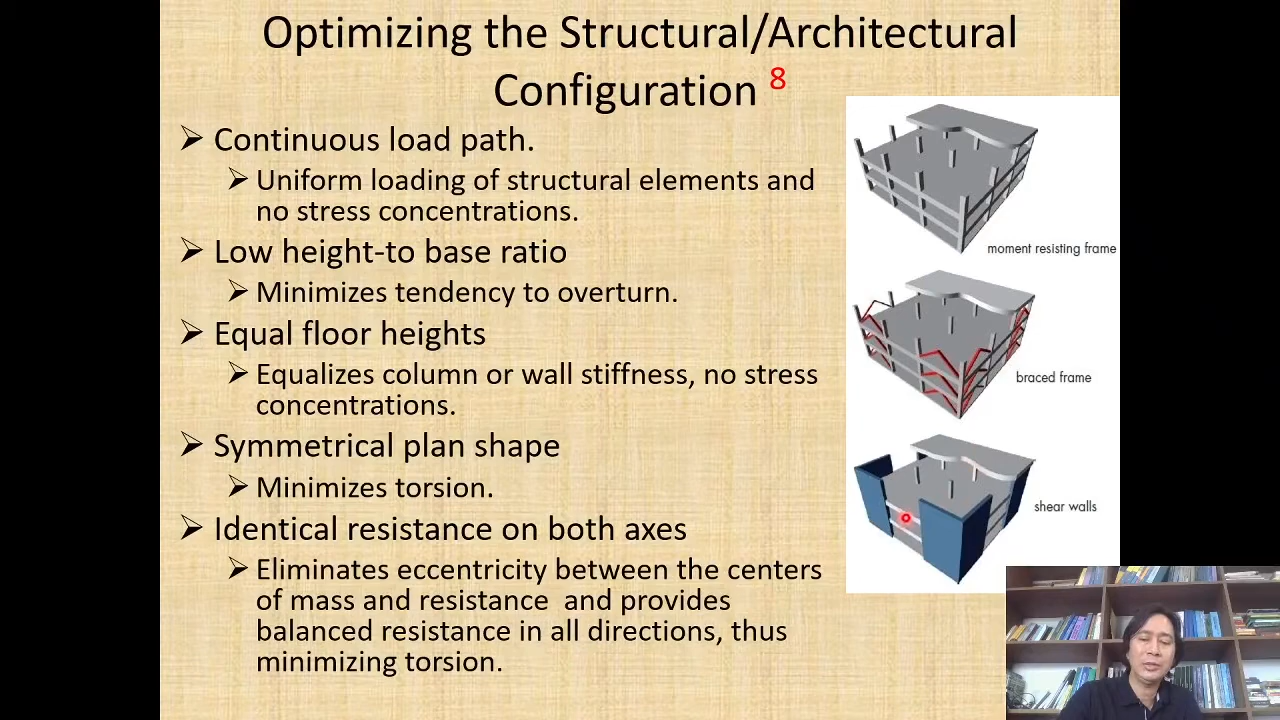 Optimizing the Structural/Architectural
Configuration 8
➢ Continuous load path.
➢ Uniform loading of structural elements and
no stress concentrations.
➢ Low height-to base ratio
➢ Minimizes tendency to overturn.
➢ Equal floor heights
➢ Equalizes column or wall stiffness, no stress
concentrations.
➢ Symmetrical plan shape
➢ Minimizes torsion.
➢ Identical resistance on both axes
➢ Eliminates eccentricity between the centers
of mass and resistance and provides
balanced resistance in all directions, thus
minimizing torsion.
moment resisting frame
braced frame
shear walls